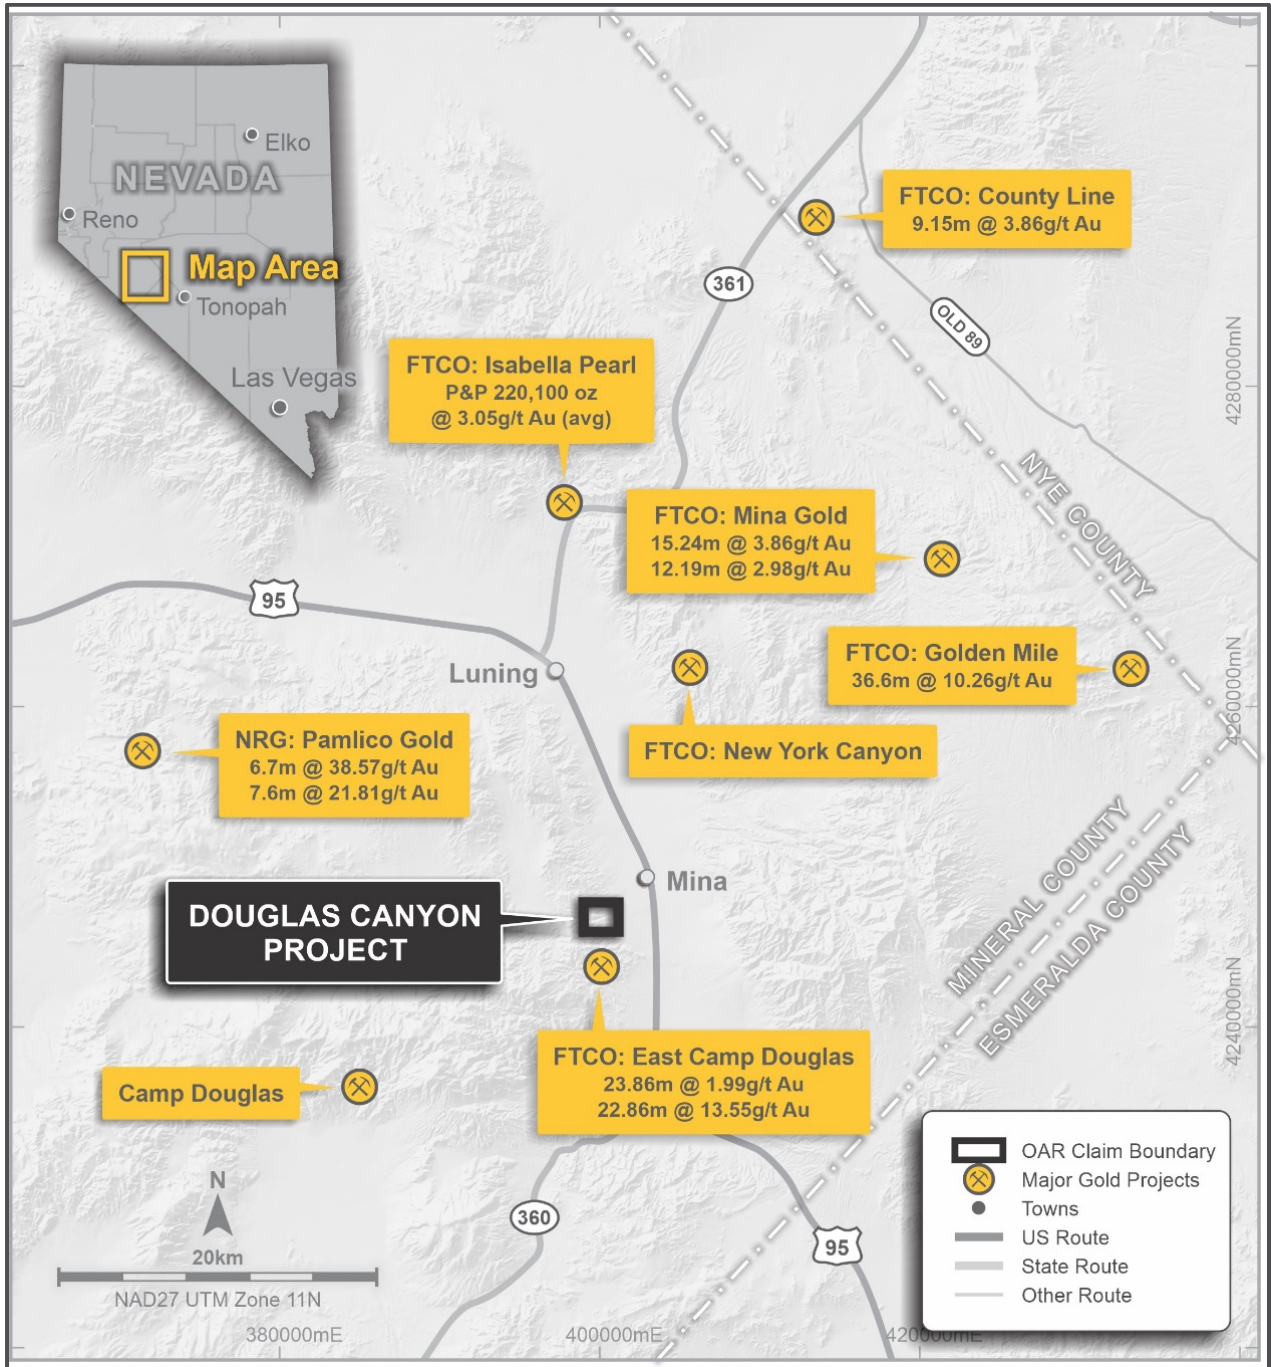 Elko
NEVADA
Reno
Map Area
Tonopah
Las Vegas
FTCO: County Line
9.15m @ 3.86g/t Au
361
OLD 89
4280000mN
FTCO: Isabella Pearl
P&P 220,100 oz
@ 3.05g/t Au (avg)
NYE COUNTY
FTCO: Mina Gold
15.24m @ 3.86g/t Au
12.19m @ 2.98g/t Au
95
Luning
FTCO: Golden Mile
36.6m @ 10.26g/t Au
4260000mN
NRG: Pamlico Gold
6.7m @ 38.57g/t Au
7.6m @ 21.81g/t Au
FTCO: New York Canyon
MINERAL COUNTY
ESMERALDA COUNTY
Mina
DOUGLAS CANYON
PROJECT
4240000mN
FTCO: East Camp Douglas
23.86m @ 1.99g/t Au
22.86m @ 13.55g/t Au
Camp Douglas
OAR Claim Boundary
Major Gold Projects
Towns
US Route
State Route
Other Route
N
360
95
20km
NAD27 UTM Zone 11N
380000mE
400000mE
420000mE